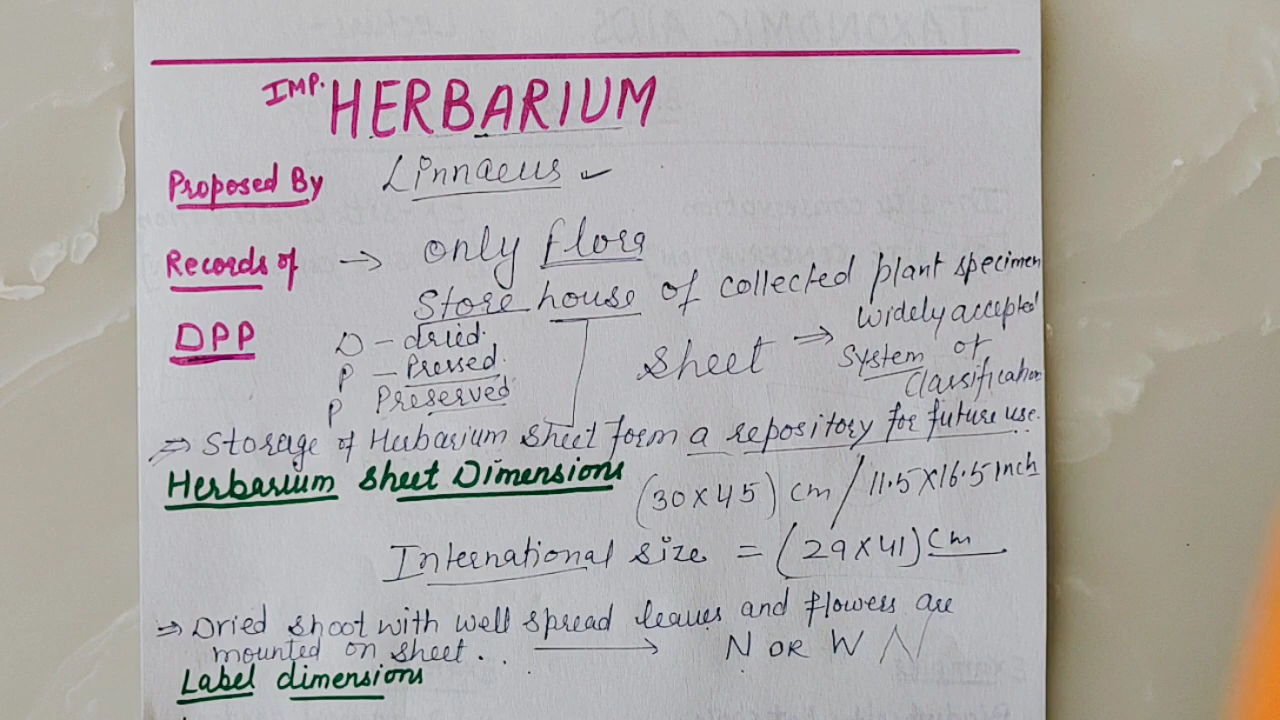 IMP. HERBARIUM
Proposed By Linnaeus
Records of → only flora
Store house of collected plant specimen
DPP D - dried.
P - Pressed.
P Preserved
Sheet ⇒ widely accepted
System of
Classification
⇒ Storage of Herbarium Sheet form a repository for future use.
Herbarium Sheet Dimensions (30×45) cm / 11.5×16.5 inch
International size = (29×41) cm
⇒ Dried shoot with well spread leaves and flowers are
mounted on sheet. → N OR W
Label dimensions